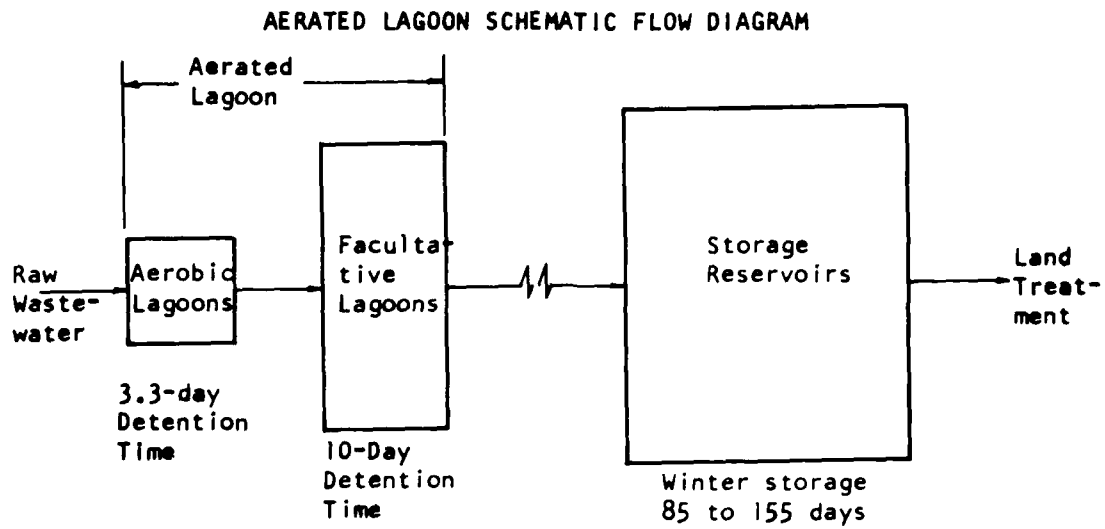 AERATED LAGOON SCHEMATIC FLOW DIAGRAM
Aerated
Lagoon
Raw
Waste-
water
Aerobic
Lagoons
3.3-day
Detention
Time
Faculta-
tive
Lagoons
10-Day
Detention
Time
Storage
Reservoirs
Winter storage
85 to 155 days
Land
Treat-
ment